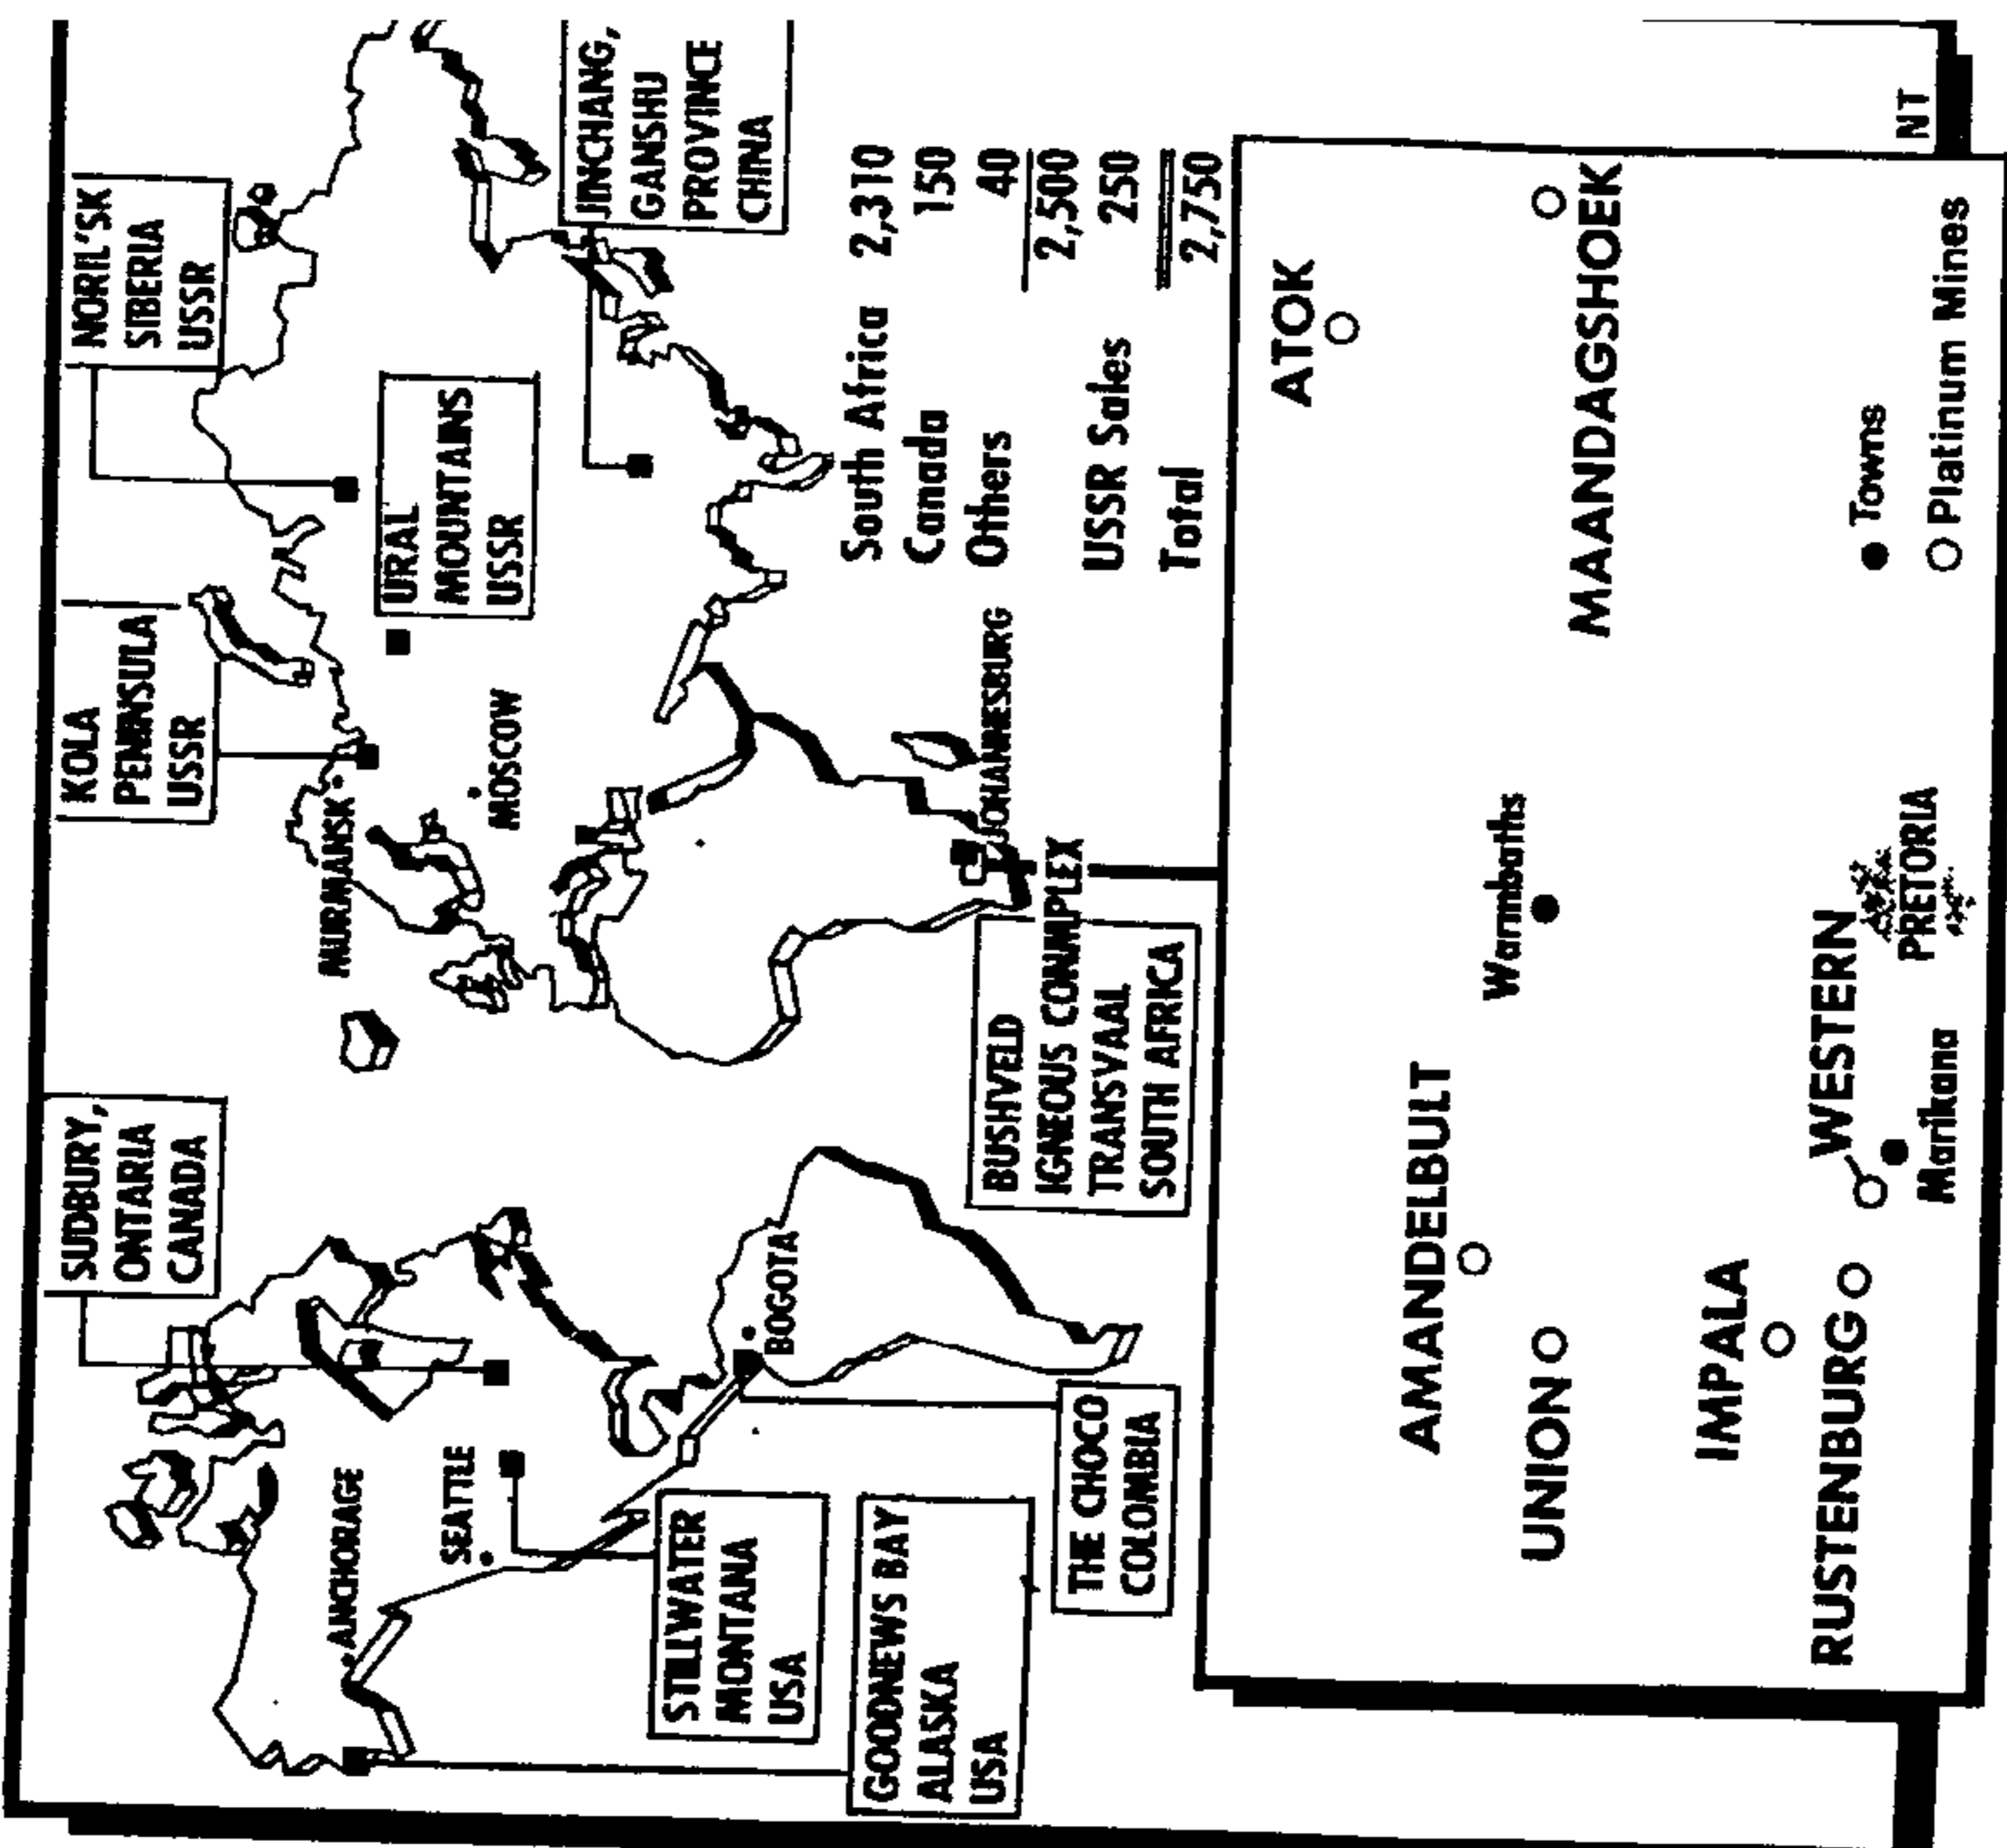 SUDBURY,
ONTARIA
CANADA
KOLA
PENINSULA
USSR
NORIL'SK
SIBERIA
USSR
ANCHORAGE
SEATTLE
MURMANSK
MOSCOW
URAL
MOUNTAINS
USSR
JINCHANG,
GANSHU
PROVINCE
CHINA
STILLWATER
MONTANA
USA
GOODNEWS BAY
ALASKA
USA
BOGOTA
THE CHOCO
COLOMBIA
JOHANNESBURG
BUSHVELD
IGNEOUS COMPLEX
TRANSVAAL
SOUTH AFRICA
South Africa 2,310
Canada 150
Others 40
2,500
USSR Sales 250
Total 2,750
ATOK
AMANDELBULT
Warmbaths
UNION
MAANDAGSHOEK
IMPALA
RUSTENBURG
WESTERN
PRETORIA
Marikana
Towns
Platinum Mines
NT